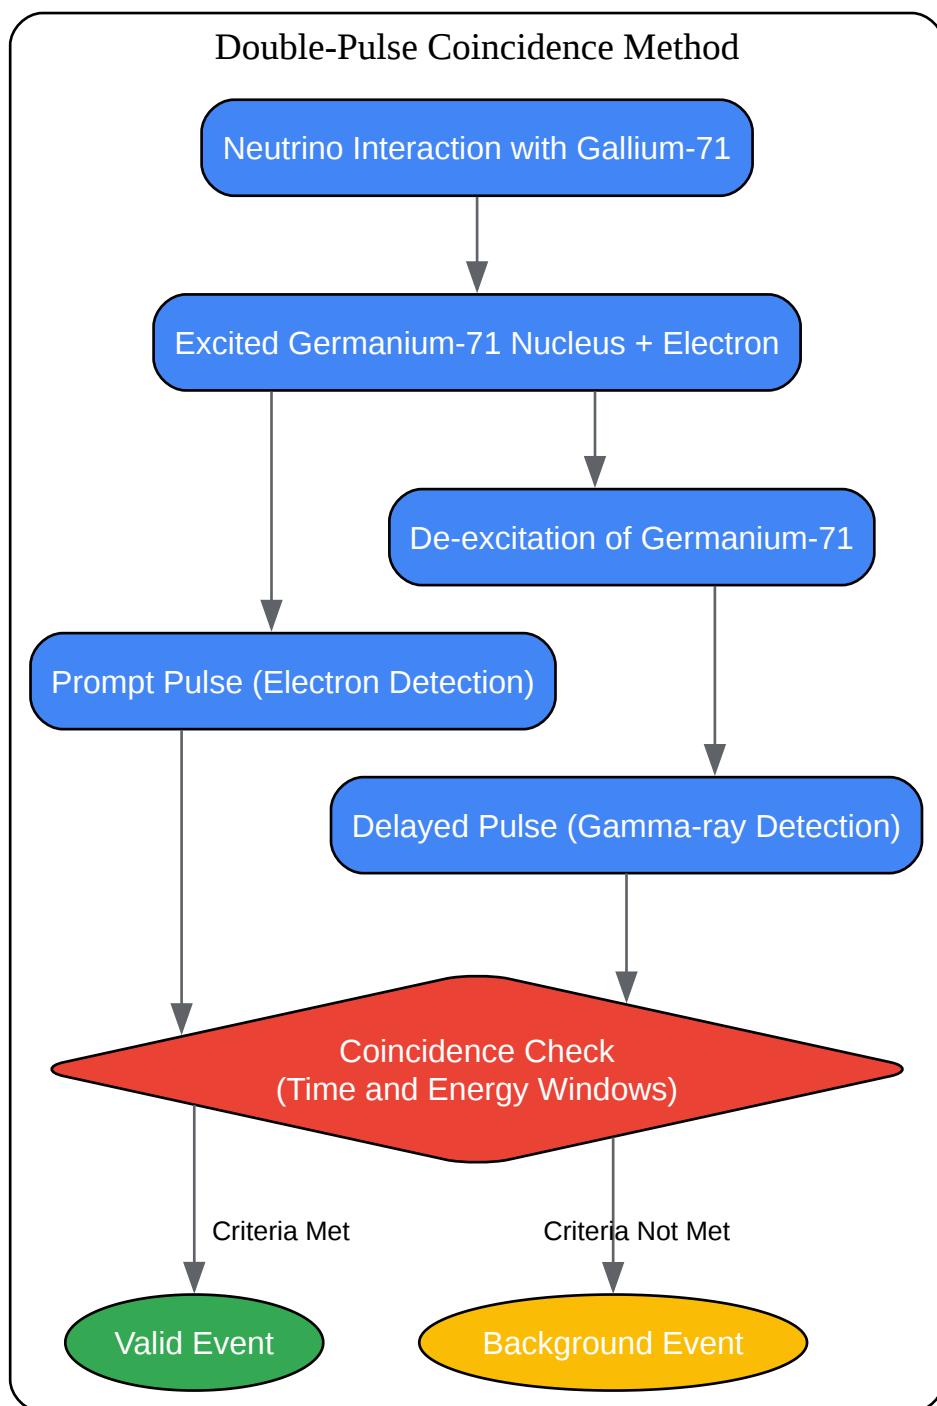 Double-Pulse Coincidence Method
Neutrino Interaction with Gallium-71
Excited Germanium-71 Nucleus + Electron
De-excitation of Germanium-71
Prompt Pulse (Electron Detection)
Delayed Pulse (Gamma-ray Detection)
Coincidence Check
(Time and Energy Windows)
Criteria Met
Criteria Not Met
Valid Event
Background Event